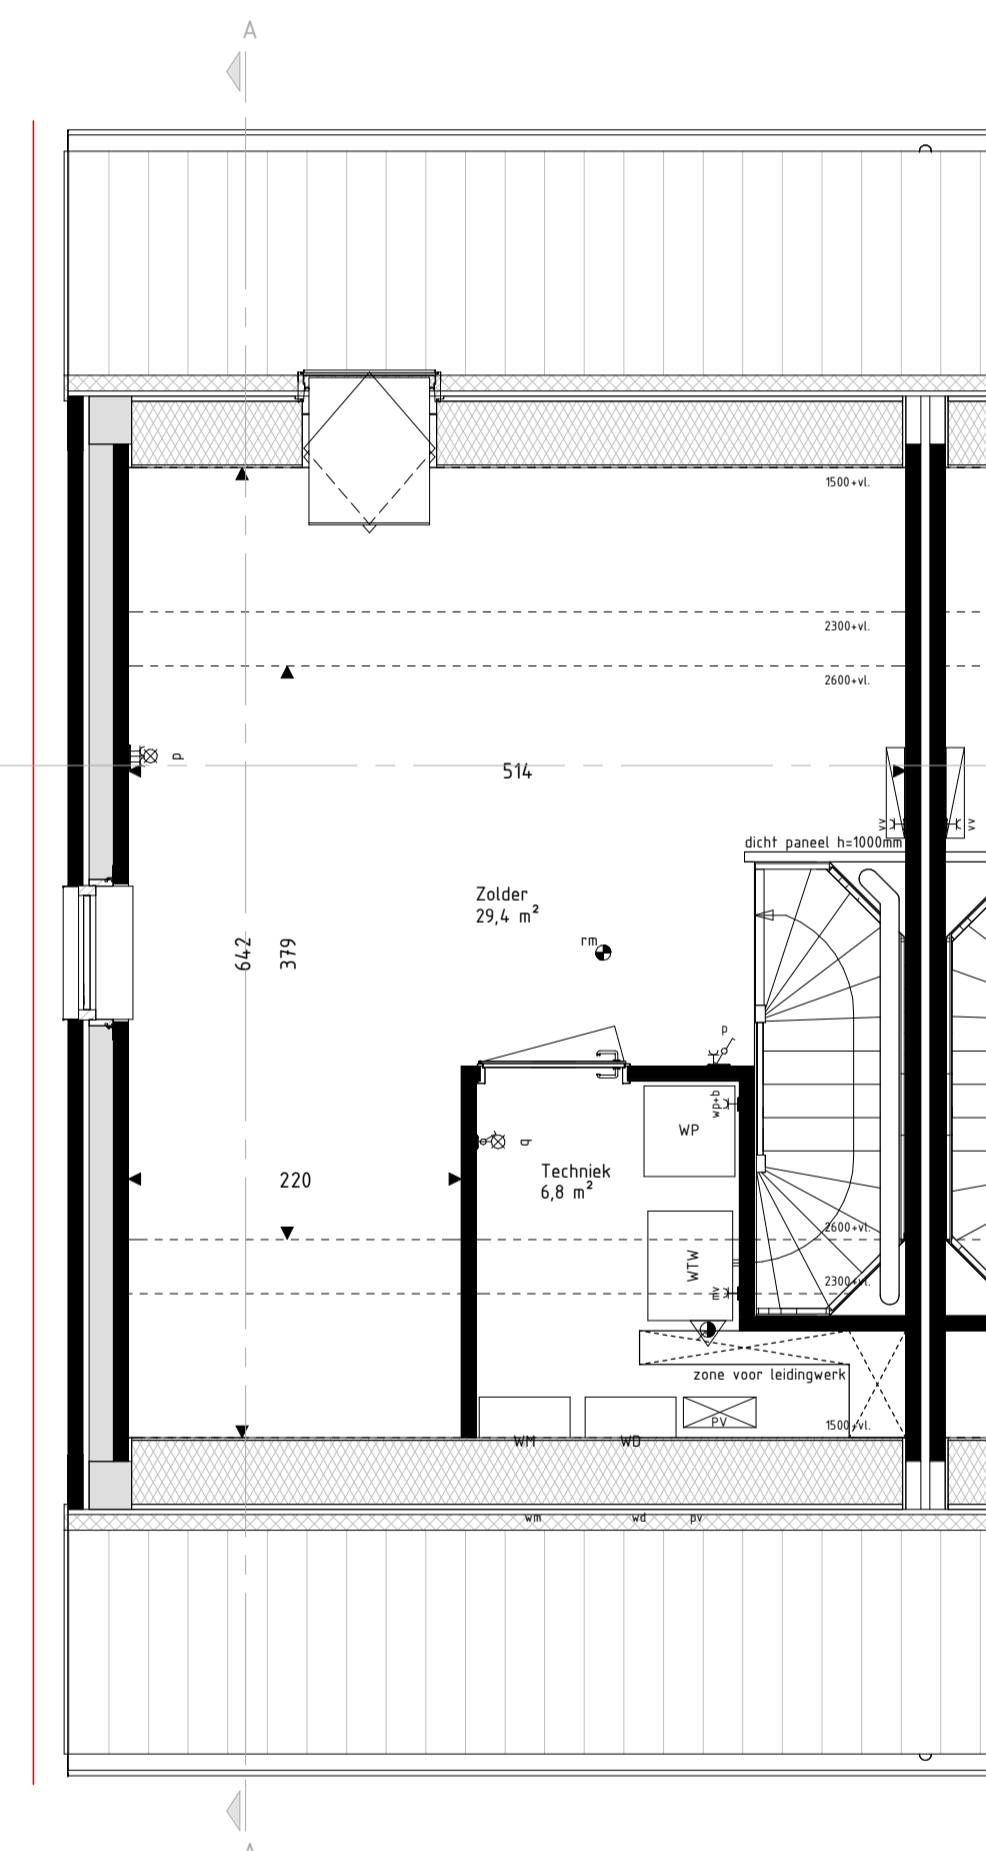 A
1500+vl.
2300+vl.
2600+vl.
p
514
vv
vv
dicht paneel h=1000mm
Zolder
29,4 m²
rm
642
379
p
wp+b
WP
q
Techniek
6,8 m²
220
2600+vl.
WTW
2300+vl.
mv
zone voor leidingwerk
PV
1500+vl.
WM
WD
wm
wd
pv
A